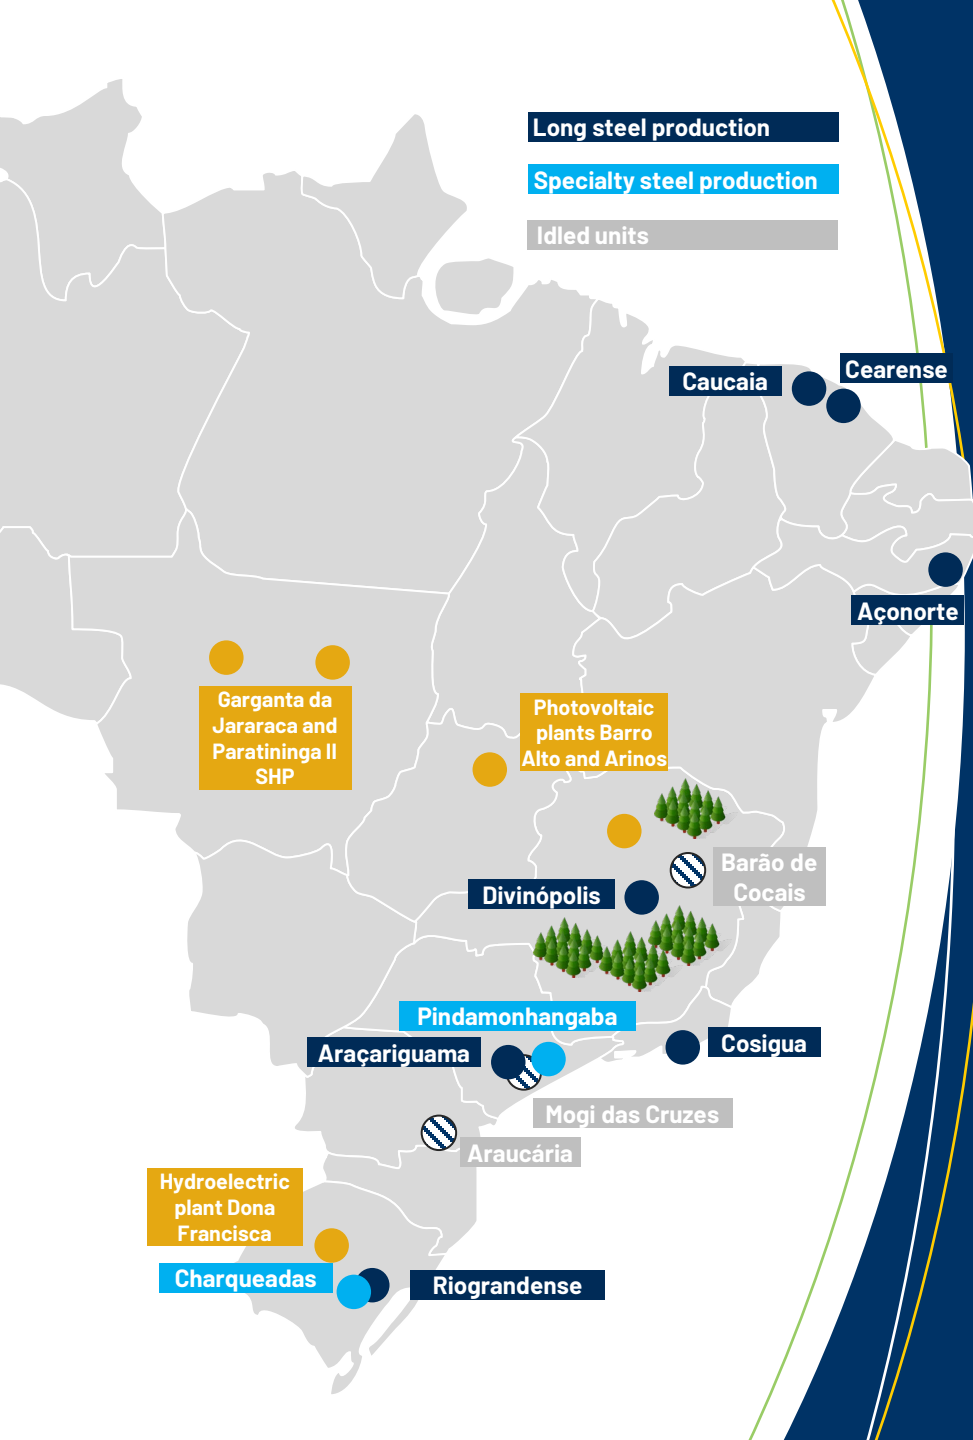 Long steel production
Specialty steel production
Idled units
Cearense
Caucaia
Açonorte
Garganta da
Jararaca and
Paratininga II
SHP
Photovoltaic
plants Barro
Alto and Arinos
Barão de
Cocais
Divinópolis
Pindamonhangaba
Araçariguama
Cosigua
Mogi das Cruzes
Araucária
Hydroelectric
plant Dona
Francisca
Charqueadas
Riograndense